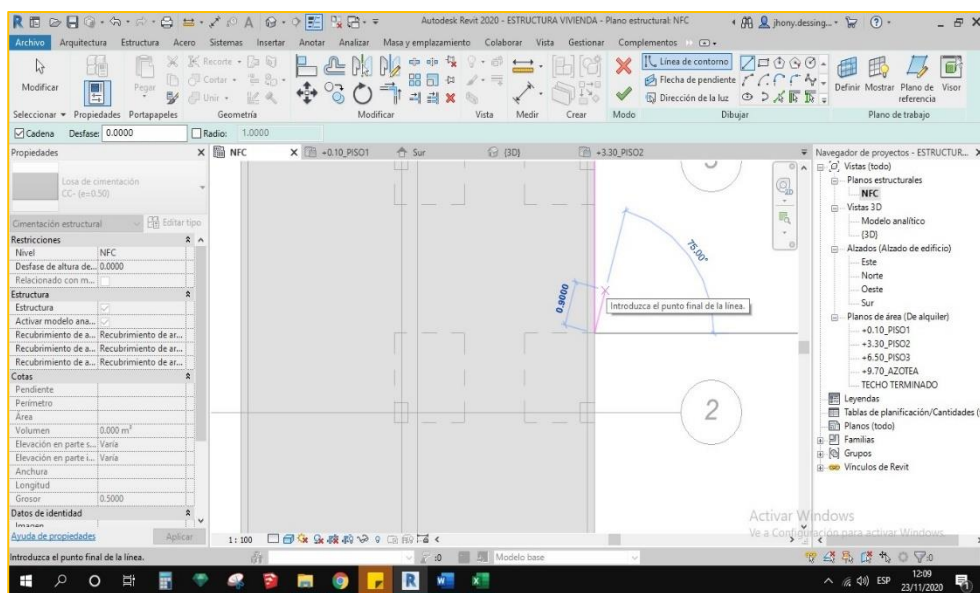 Autodesk Revit 2020 - ESTRUCTURA VIVIENDA - Plano estructural: NFC
jhony.dessing...
Archivo Arquitectura Estructura Acero Sistemas Insertar Anotar Analizar Masa y emplazamiento Colaborar Vista Gestionar Complementos
Modificar
Pegar
Recorte
Cortar
Unir
Línea de contorno
Flecha de pendiente
Dirección de la luz
Definir Mostrar Plano de referencia Visor
Seleccionar Propiedades Portapapeles Geometría Modificar Vista Medir Crear Modo Dibujar Plano de trabajo
Cadena Desfase: 0.0000 Radio: 1.0000
Propiedades
NFC +0.10_PISO1 Sur {3D} +3.30_PISO2
Navegador de proyectos - ESTRUCTUR...
Losa de cimentación
CC- (e=0.50)
Cimentación estructural Editar tipo
Restricciones
Nivel NFC
Desfase de altura de... 0.0000
Relacionado con m...
Estructura
Estructura
Activar modelo ana...
Recubrimiento de a... Recubrimiento de ar...
Recubrimiento de a... Recubrimiento de ar...
Recubrimiento de a... Recubrimiento de ar...
Cotas
Pendiente
Perímetro
Área
Volumen 0.000 m³
Elevación en parte s... Varía
Elevación en parte i... Varía
Anchura
Longitud
Grosor 0.5000
Datos de identidad
Imagen
Ayuda de propiedades Aplicar
75.00°
0.9000
Introduzca el punto final de la línea.
2
Vistas (todo)
Planos estructurales
NFC
Vistas 3D
Modelo analítico
{3D}
Alzados (Alzado de edificio)
Este
Norte
Oeste
Sur
Planos de área (De alquiler)
+0.10_PISO1
+3.30_PISO2
+6.50_PISO3
+9.70_AZOTEA
TECHO TERMINADO
Leyendas
Tablas de planificación/Cantidades (
Planos (todo)
Familias
Grupos
Vínculos de Revit
Activar Windows
Ve a Configuración para activar Windows.
1 : 100
Introduzca el punto final de la línea.
:0 Modelo base
:0
ESP
12:09
23/11/2020